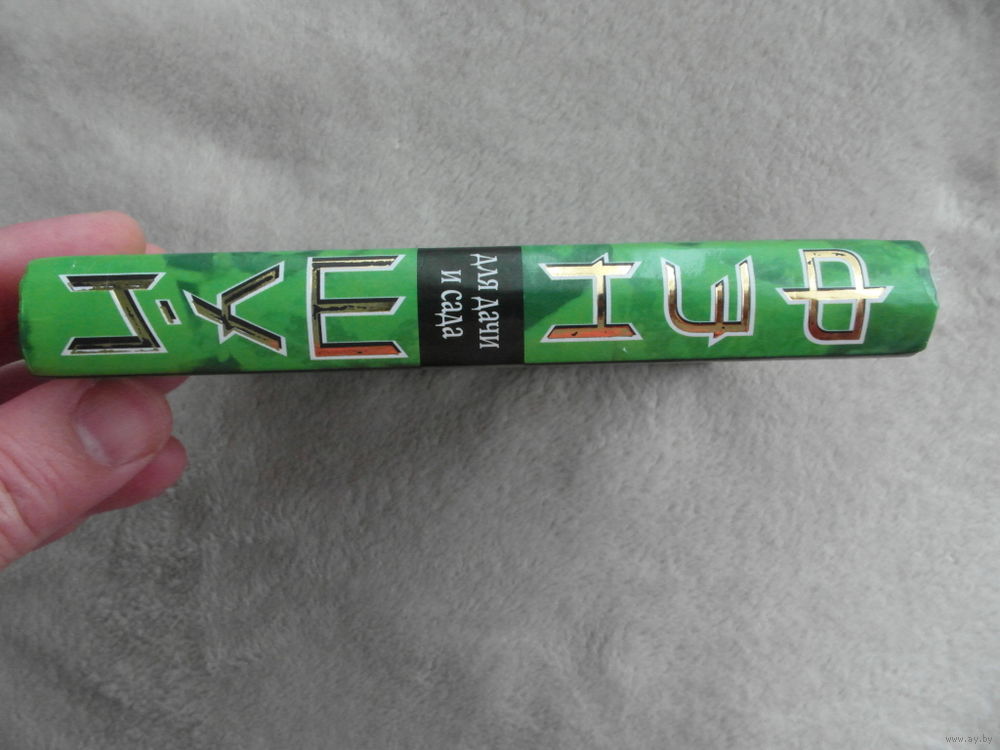 ФЭН
для дачи
и сада
ШУЙ
www.ay.by